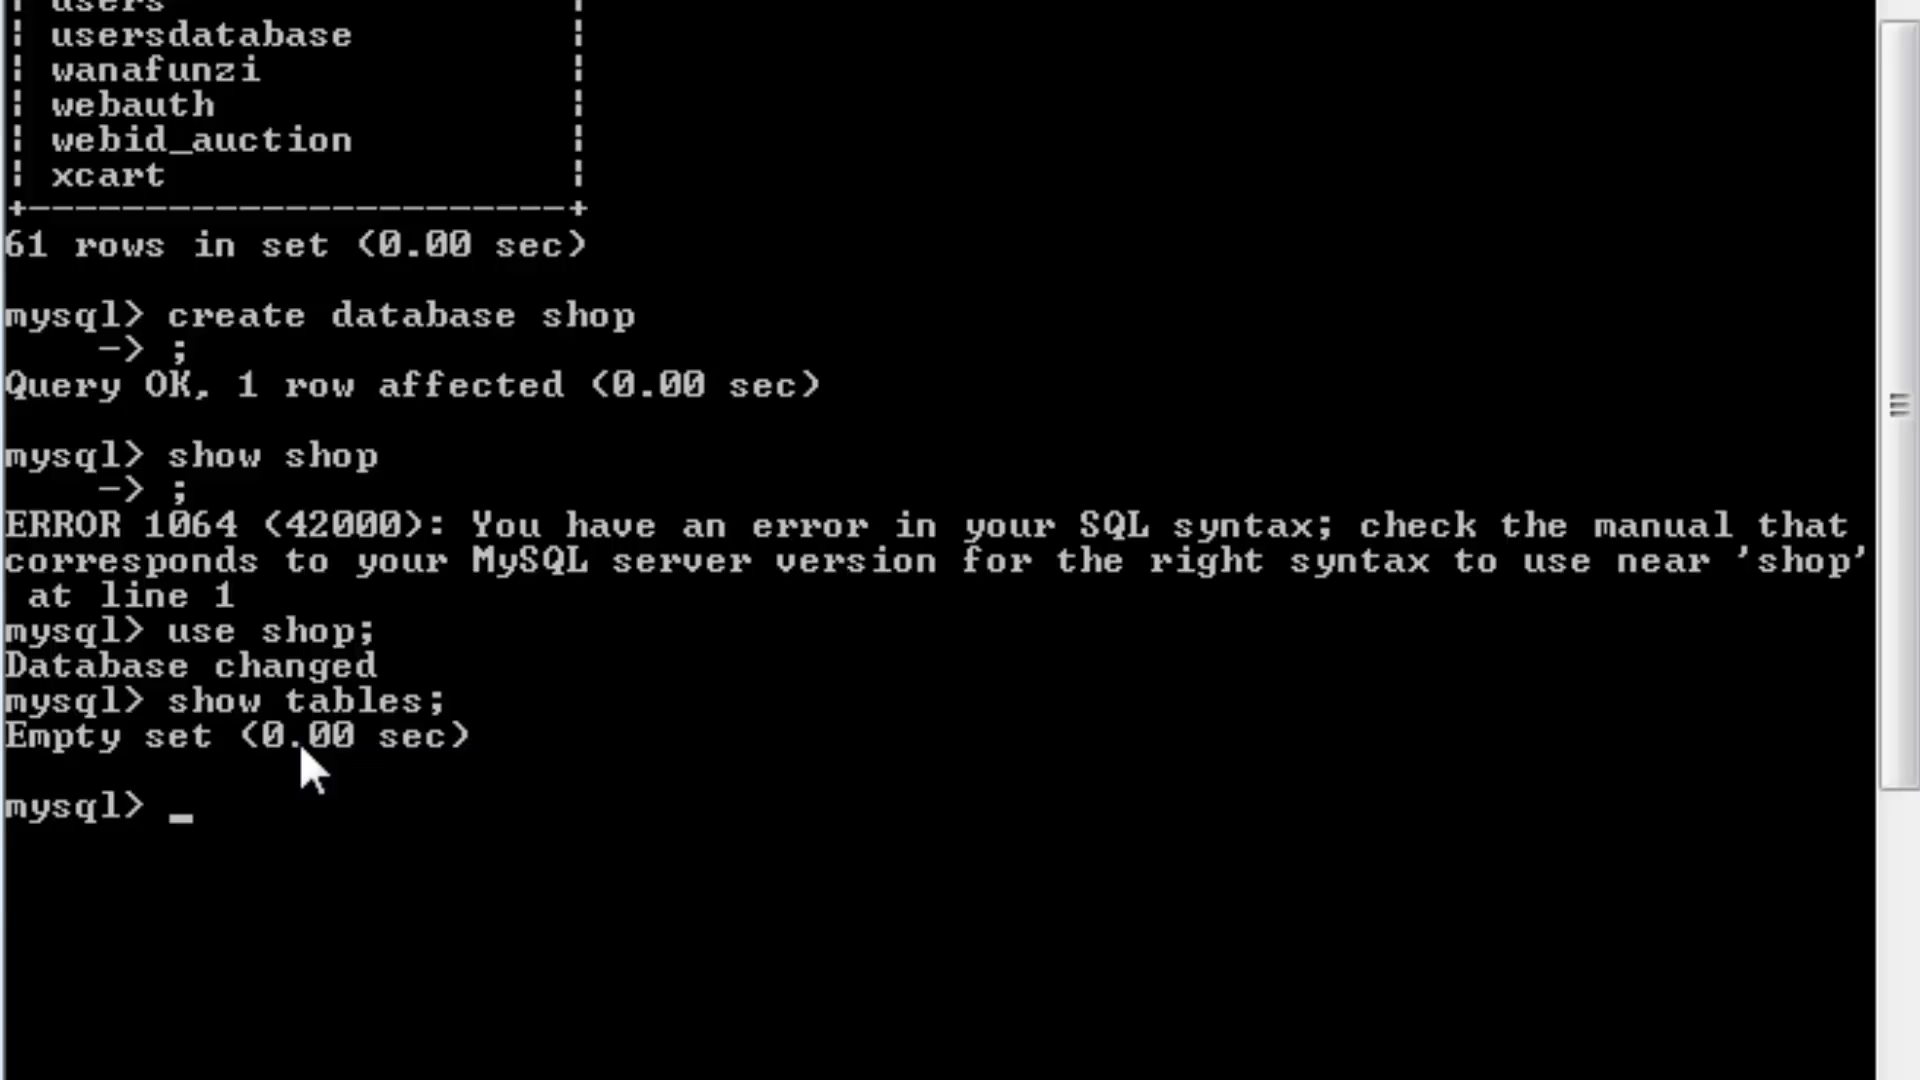 users
usersdatabase
wanafunzi
webauth
webid_auction
xcart
+-----------------------+
61 rows in set (0.00 sec)
mysql> create database shop
-> ;
Query OK, 1 row affected (0.00 sec)
mysql> show shop
-> ;
ERROR 1064 (42000): You have an error in your SQL syntax; check the manual that
corresponds to your MySQL server version for the right syntax to use near 'shop'
at line 1
mysql> use shop;
Database changed
mysql> show tables;
Empty set (0.00 sec)
mysql> _